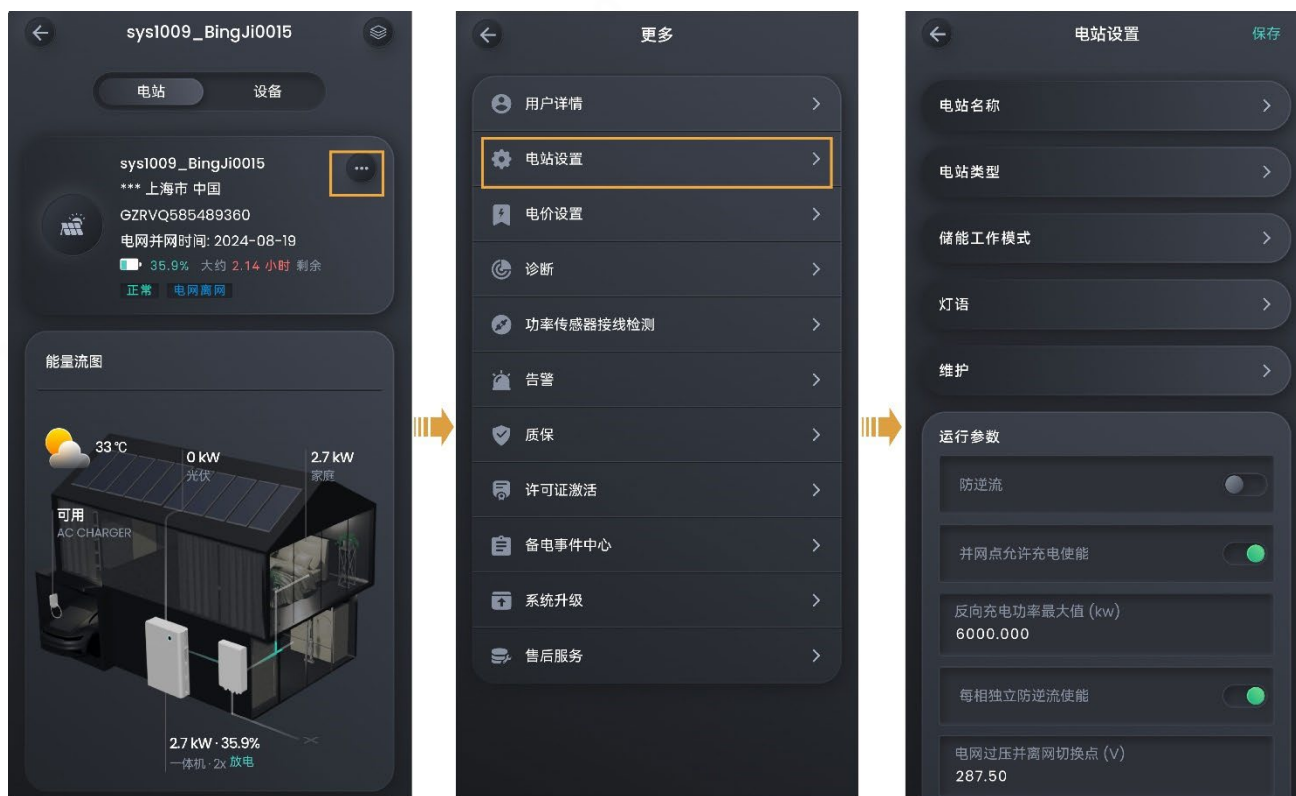 sys1009_BingJi0015
电站
设备
sys1009_BingJi0015
*** 上海市 中国
GZRVQ585489360
电网并网时间: 2024-08-19
35.9% 大约 2.14 小时 剩余
正常 电网离网
能量流图
33 ℃
0 kW
光伏
2.7 kW
家庭
可用
AC CHARGER
2.7 kW · 35.9%
一体机 · 2x 放电
更多
用户详情
电站设置
电价设置
诊断
功率传感器接线检测
告警
质保
许可证激活
备电事件中心
系统升级
售后服务
电站设置
保存
电站名称
电站类型
储能工作模式
灯语
维护
运行参数
防逆流
并网点允许充电使能
反向充电功率最大值 (kw)
6000.000
每相独立防逆流使能
电网过压并离网切换点 (V)
287.50